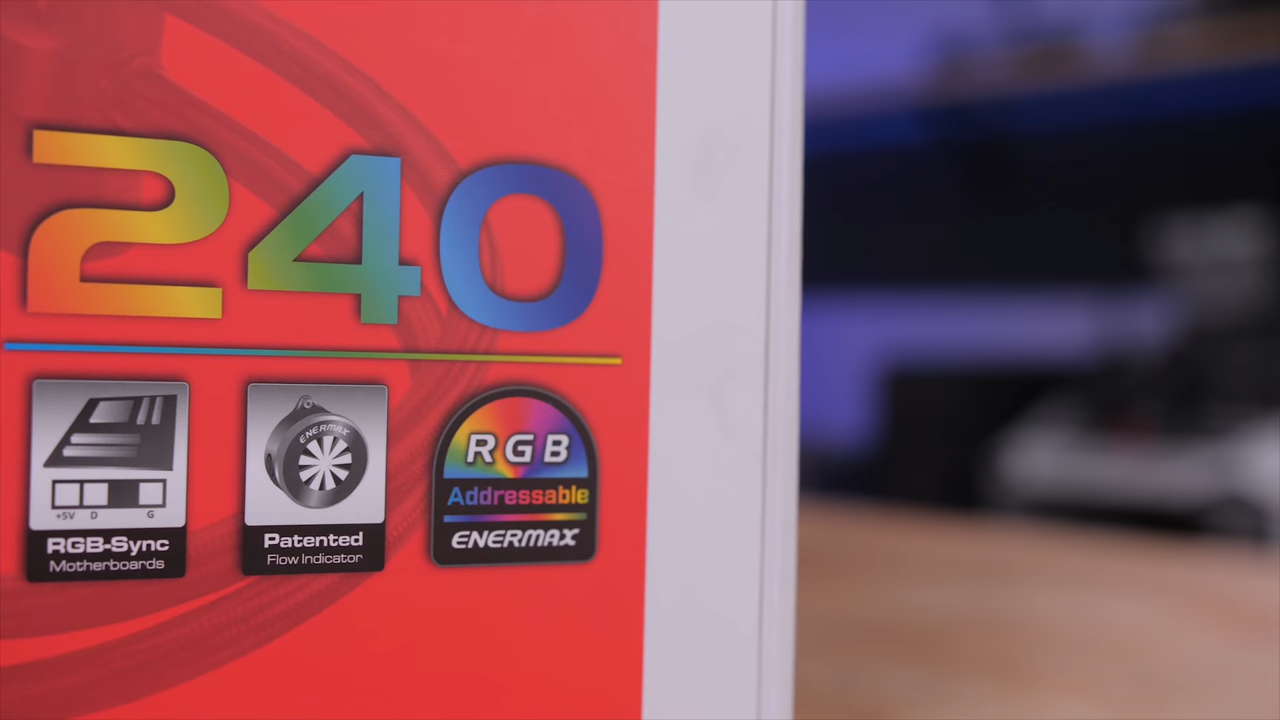 240
+5V D G
RGB-Sync
Motherboards
ENERMAX
Patented
Flow Indicator
RGB
Addressable
ENERMAX